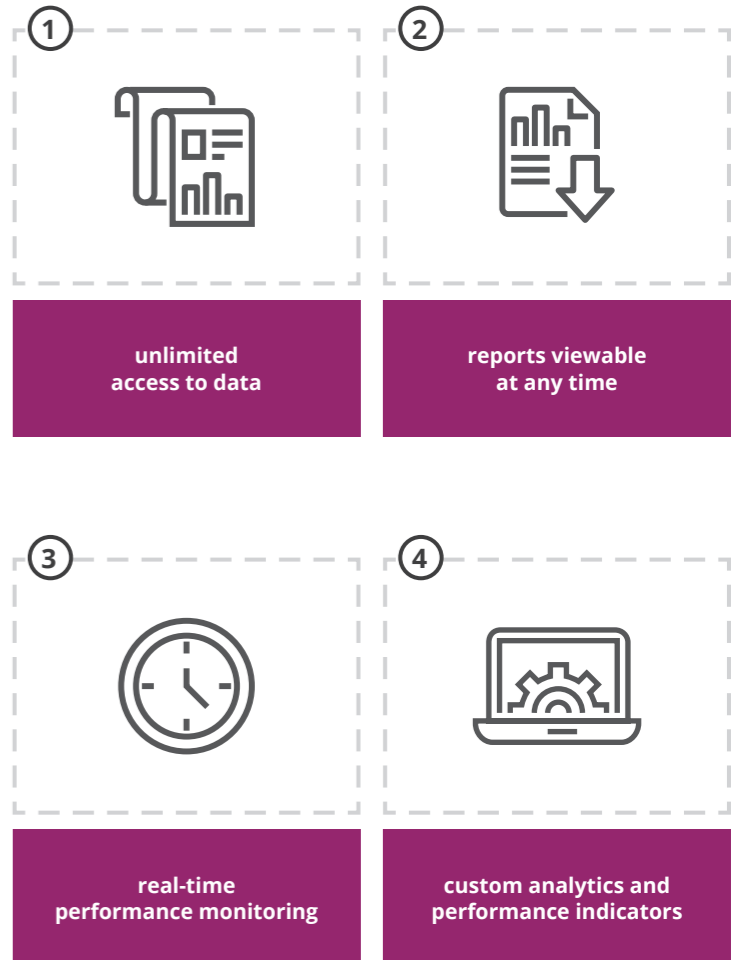 1
unlimited
access to data
2
reports viewable
at any time
3
real-time
performance monitoring
4
custom analytics and
performance indicators